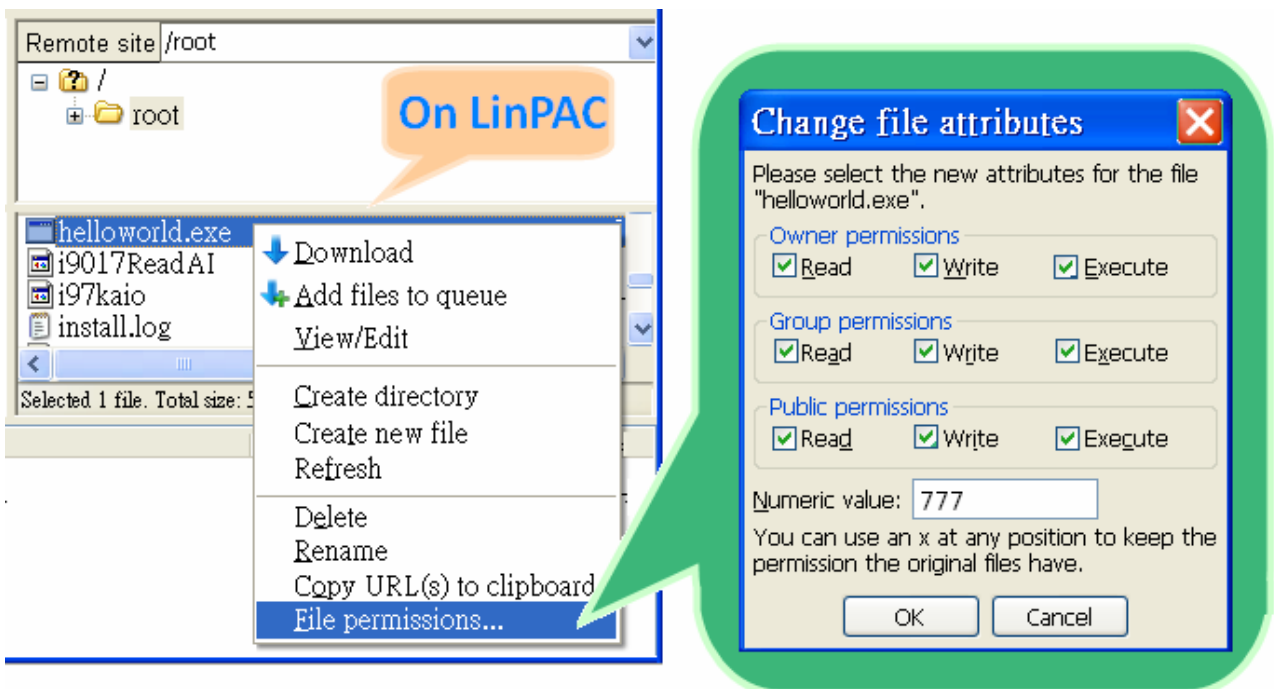 Remote site /root
/
root
On LinPAC
helloworld.exe
i9017ReadAI
i97kaio
install.log
Selected 1 file. Total size:
Download
Add files to queue
View/Edit
Create directory
Create new file
Refresh
Delete
Rename
Copy URL(s) to clipboard
File permissions...
Change file attributes
Please select the new attributes for the file
"helloworld.exe".
Owner permissions
Read Write Execute
Group permissions
Read Write Execute
Public permissions
Read Write Execute
Numeric value: 777
You can use an x at any position to keep the
permission the original files have.
OK Cancel